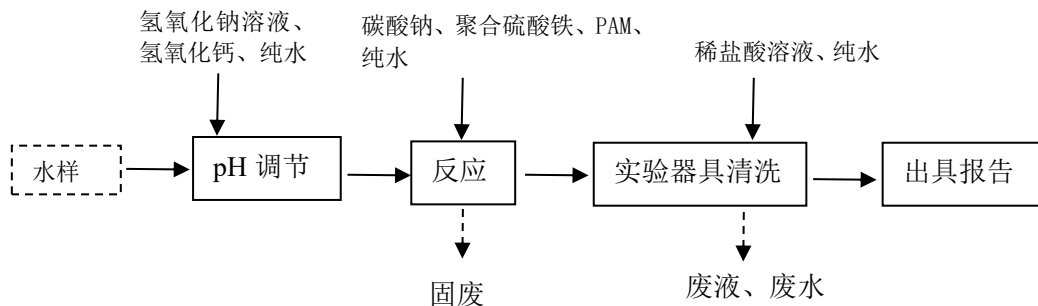 氢氧化钠溶液、
氢氧化钙、纯水
碳酸钠、聚合硫酸铁、PAM、
纯水
稀盐酸溶液、纯水
水样
pH 调节
反应
实验器具清洗
出具报告
固废
废液、废水